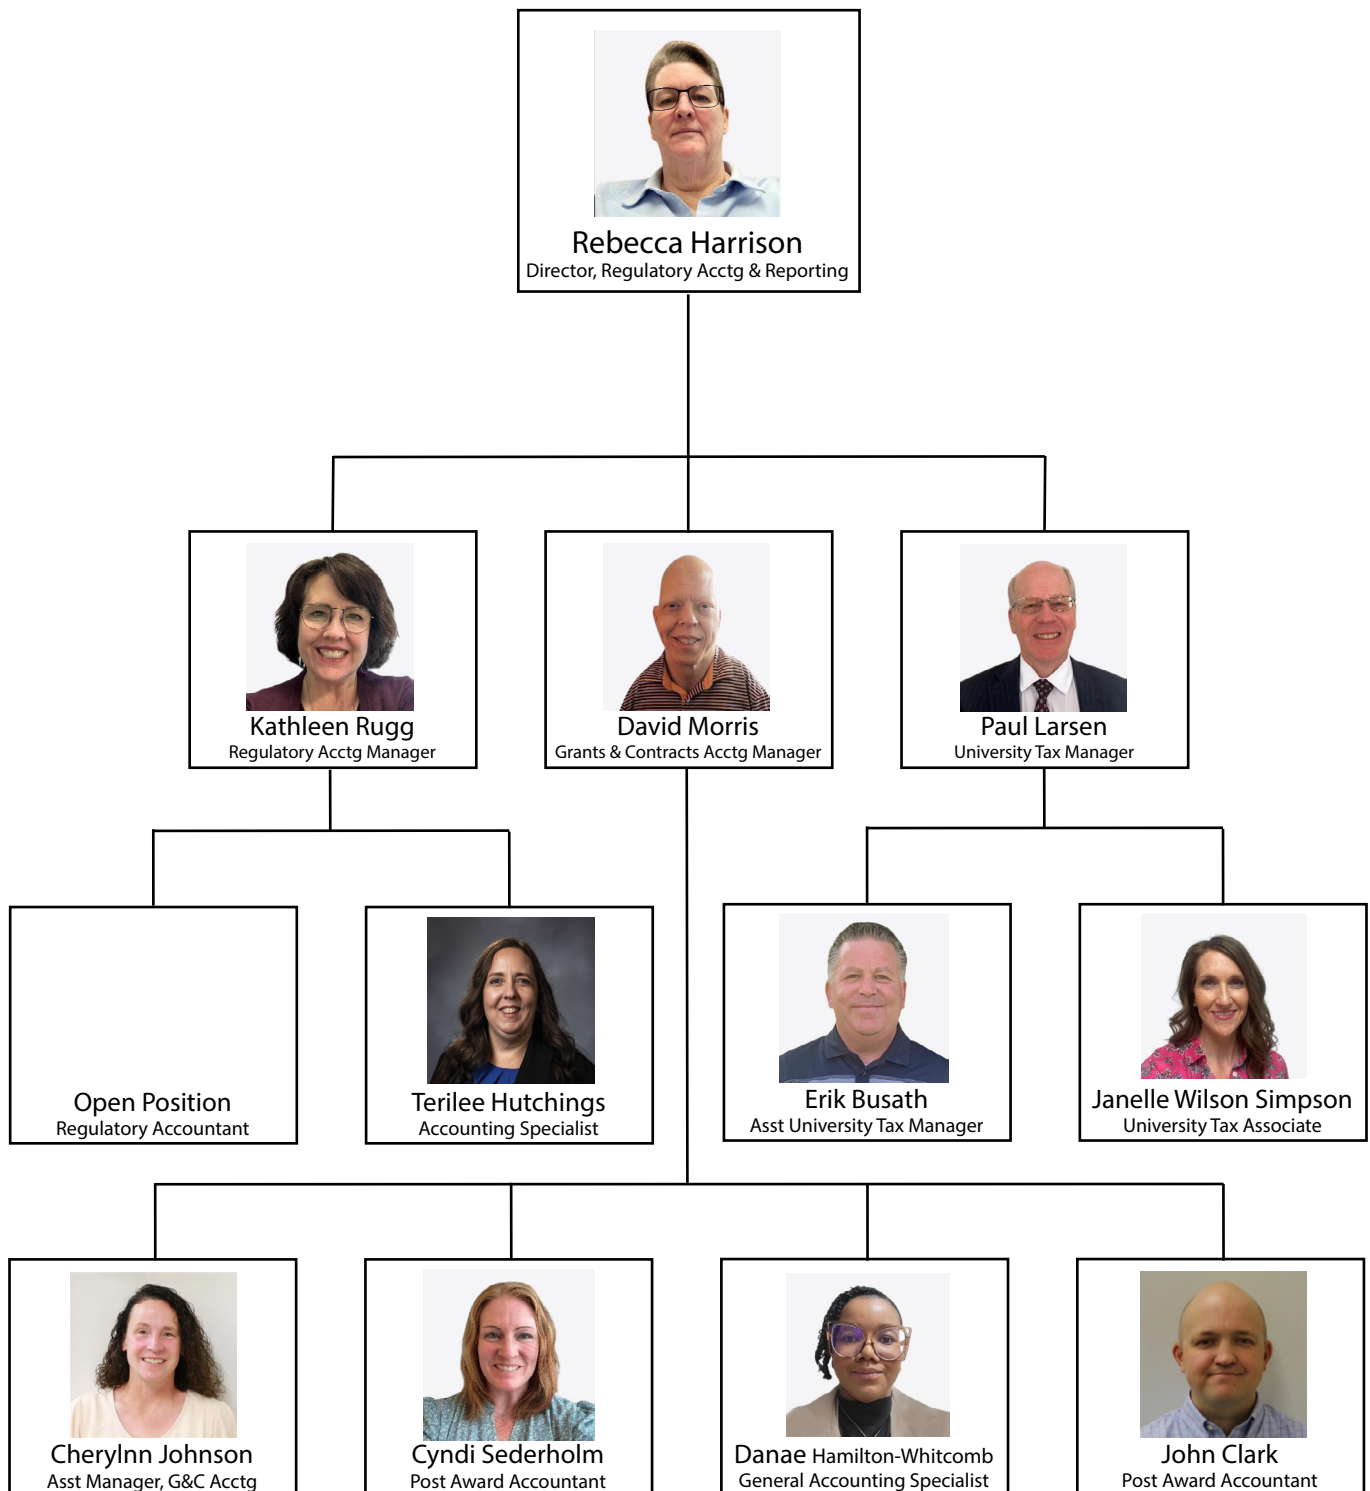 Rebecca Harrison
Director, Regulatory Acctg & Reporting
Kathleen Rugg
Regulatory Acctg Manager
David Morris
Grants & Contracts Acctg Manager
Paul Larsen
University Tax Manager
Open Position
Regulatory Accountant
Terilee Hutchings
Accounting Specialist
Erik Busath
Asst University Tax Manager
Janelle Wilson Simpson
University Tax Associate
Cherylnn Johnson
Asst Manager, G&C Acctg
Cyndi Sederholm
Post Award Accountant
Danae Hamilton-Whitcomb
General Accounting Specialist
John Clark
Post Award Accountant